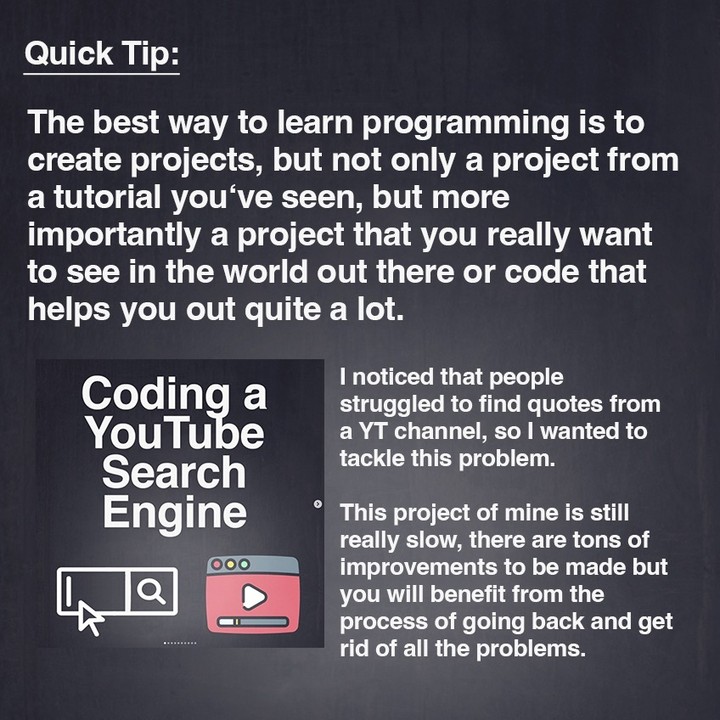 Quick Tip:
The best way to learn programming is to
create projects, but not only a project from
a tutorial you‘ve seen, but more
importantly a project that you really want
to see in the world out there or code that
helps you out quite a lot.
Coding a
YouTube
Search
Engine
I noticed that people
struggled to find quotes from
a YT channel, so I wanted to
tackle this problem.
This project of mine is still
really slow, there are tons of
improvements to be made but
you will benefit from the
process of going back and get
rid of all the problems.